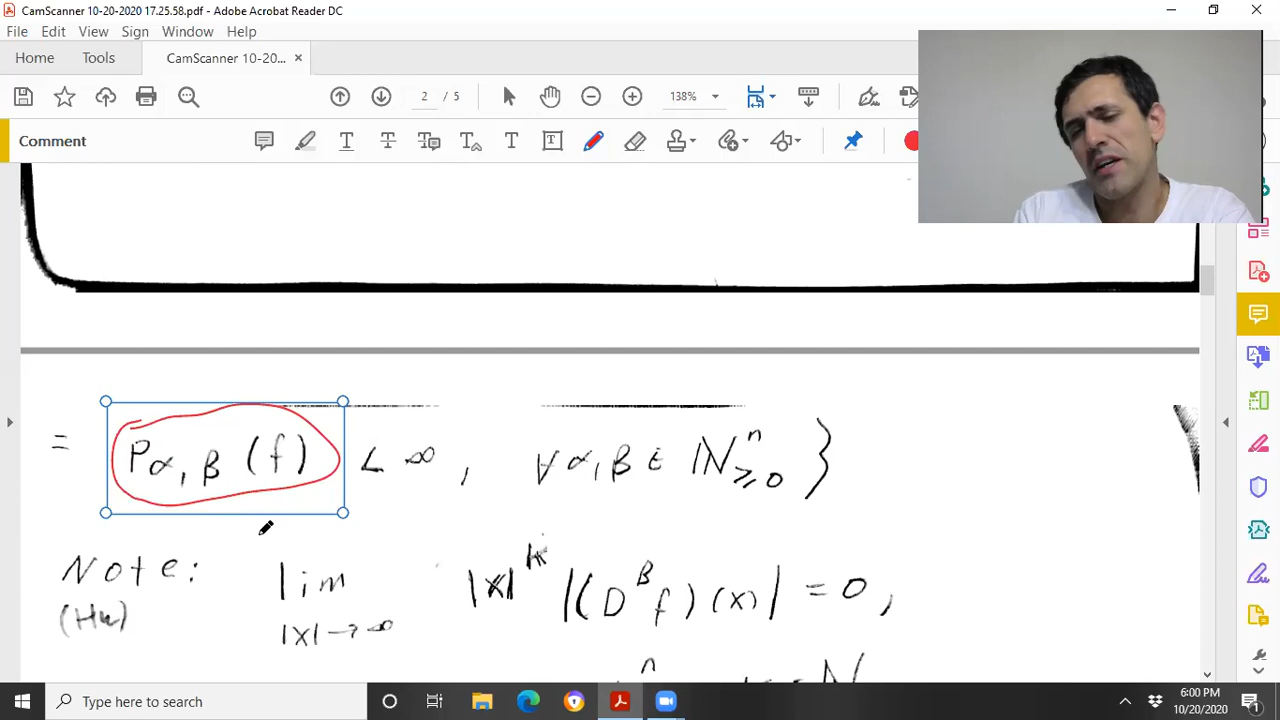 CamScanner 10-20-2020 17.25.58.pdf - Adobe Acrobat Reader DC
File Edit View Sign Window Help
Home Tools CamScanner 10-20... ×
2 / 5 138%
Comment
= Pα,β (f) < ∞, ∀α,β ∈ ℕⁿ≥0 }
Note: lim |x|ᵏ |(Dᵝf)(x)| = 0,
(Hw) |x|→∞
n
Type here to search
6:00 PM
10/20/2020
1